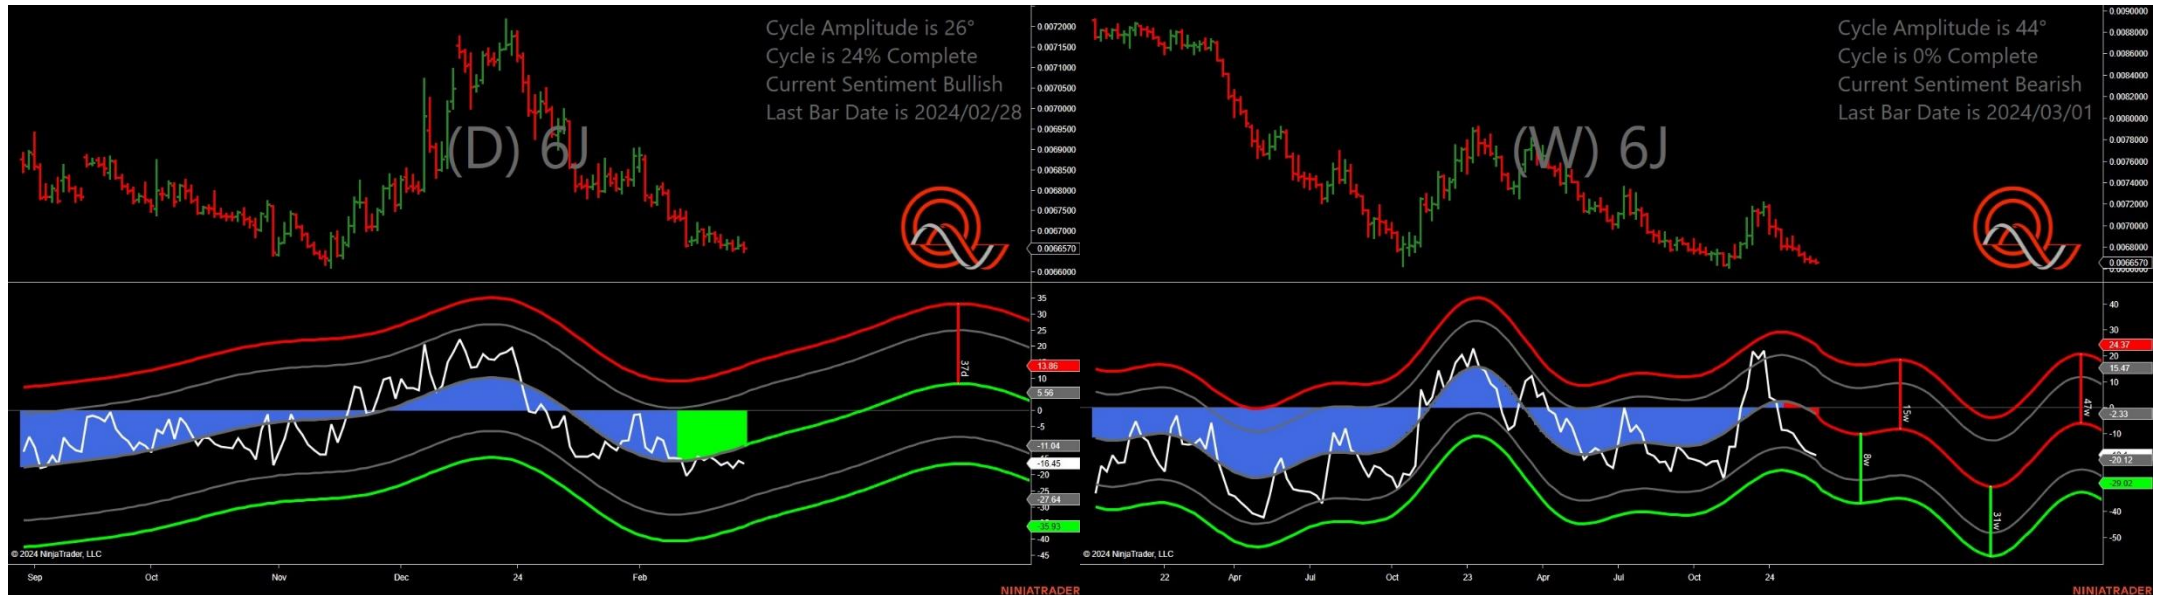 Cycle Amplitude is 26°
Cycle is 24% Complete
Current Sentiment Bullish
Last Bar Date is 2024/02/28
(D) 6J
0.0072000
0.0071500
0.0071000
0.0070500
0.0070000
0.0069500
0.0069000
0.0068500
0.0068000
0.0067500
0.0067000
0.0066570
0.0066000
35
30
25
20
13.86
10
5.56
0
-5
-11.04
-16.45
-20
-25
-27.64
-30
-35.93
-40
-45
37d
© 2024 NinjaTrader, LLC
Sep Oct Nov Dec 24 Feb
NINJATRADER
Cycle Amplitude is 44°
Cycle is 0% Complete
Current Sentiment Bearish
Last Bar Date is 2024/03/01
(W) 6J
0.0090000
0.0088000
0.0086000
0.0084000
0.0082000
0.0080000
0.0078000
0.0076000
0.0074000
0.0072000
0.0070000
0.0068000
0.0066570
40
30
24.37
20
15.47
10
0
-2.33
-10
-20.12
-29.02
-40
-50
15w
8w
31w
47w
© 2024 NinjaTrader, LLC
22 Apr Jul Oct 23 Apr Jul Oct 24
NINJATRADER